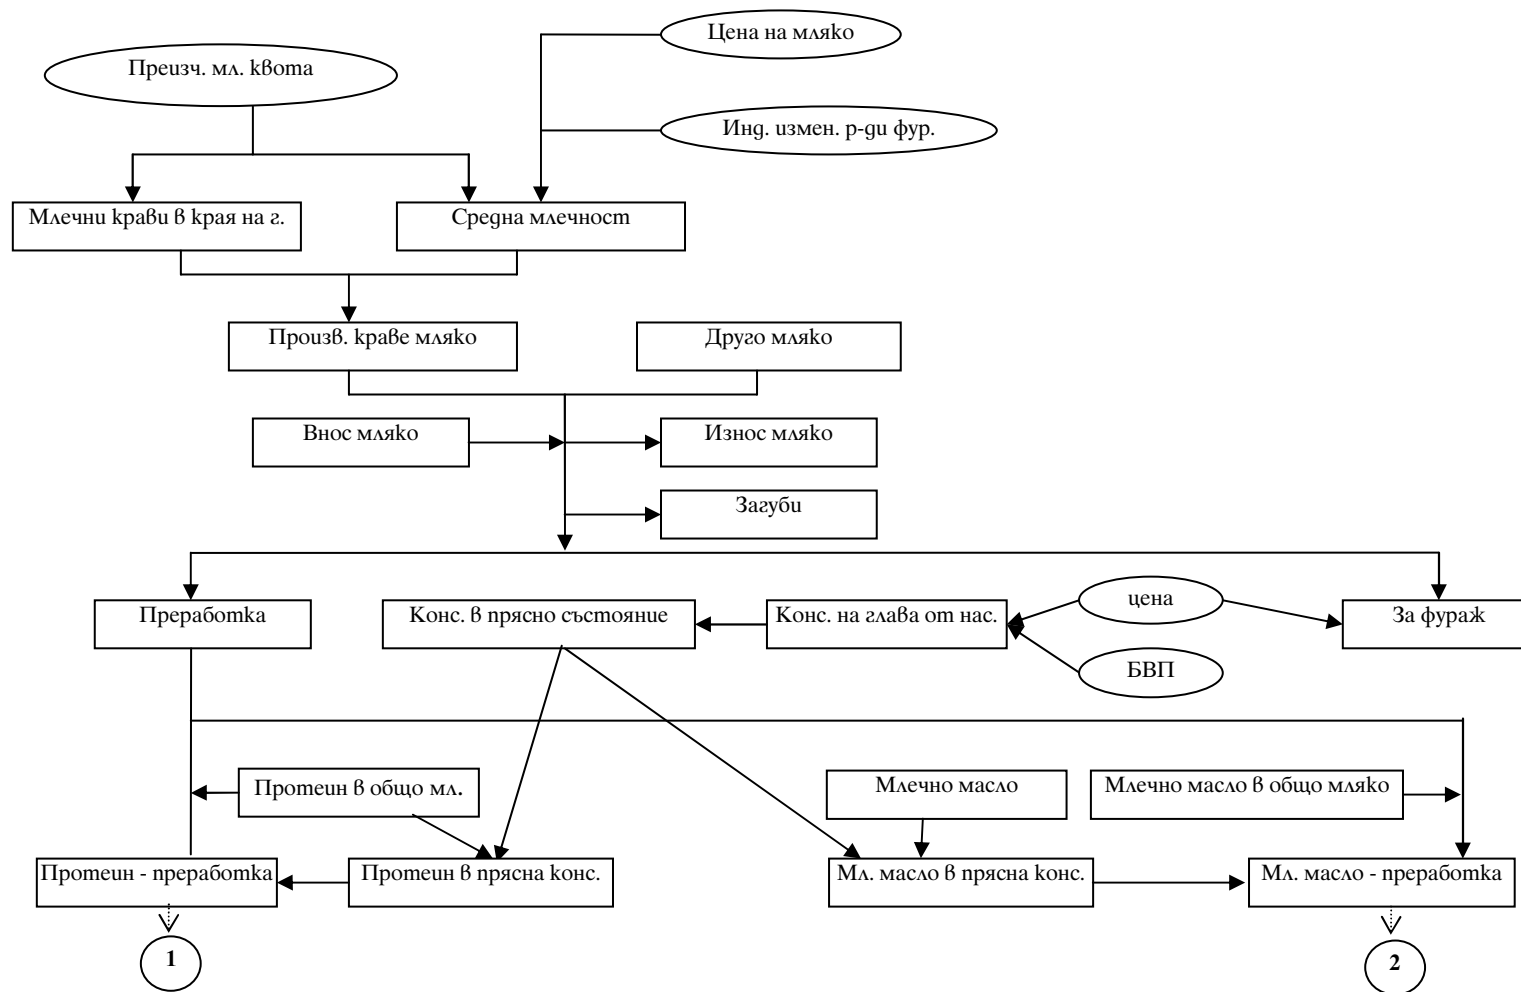 Цена на мляко
Преизч. мл. квота
Инд. измен. р-ди фур.
Млечни крави в края на г.
Средна млечност
Произв. краве мляко
Друго мляко
Внос мляко
Износ мляко
Загуби
Преработка
Конс. в прясно състояние
Конс. на глава от нас.
цена
За фураж
БВП
Протеин в общо мл.
Млечно масло
Млечно масло в общо мляко
Протеин - преработка
Протеин в прясна конс.
Мл. масло в прясна конс.
Мл. масло - преработка
1
2